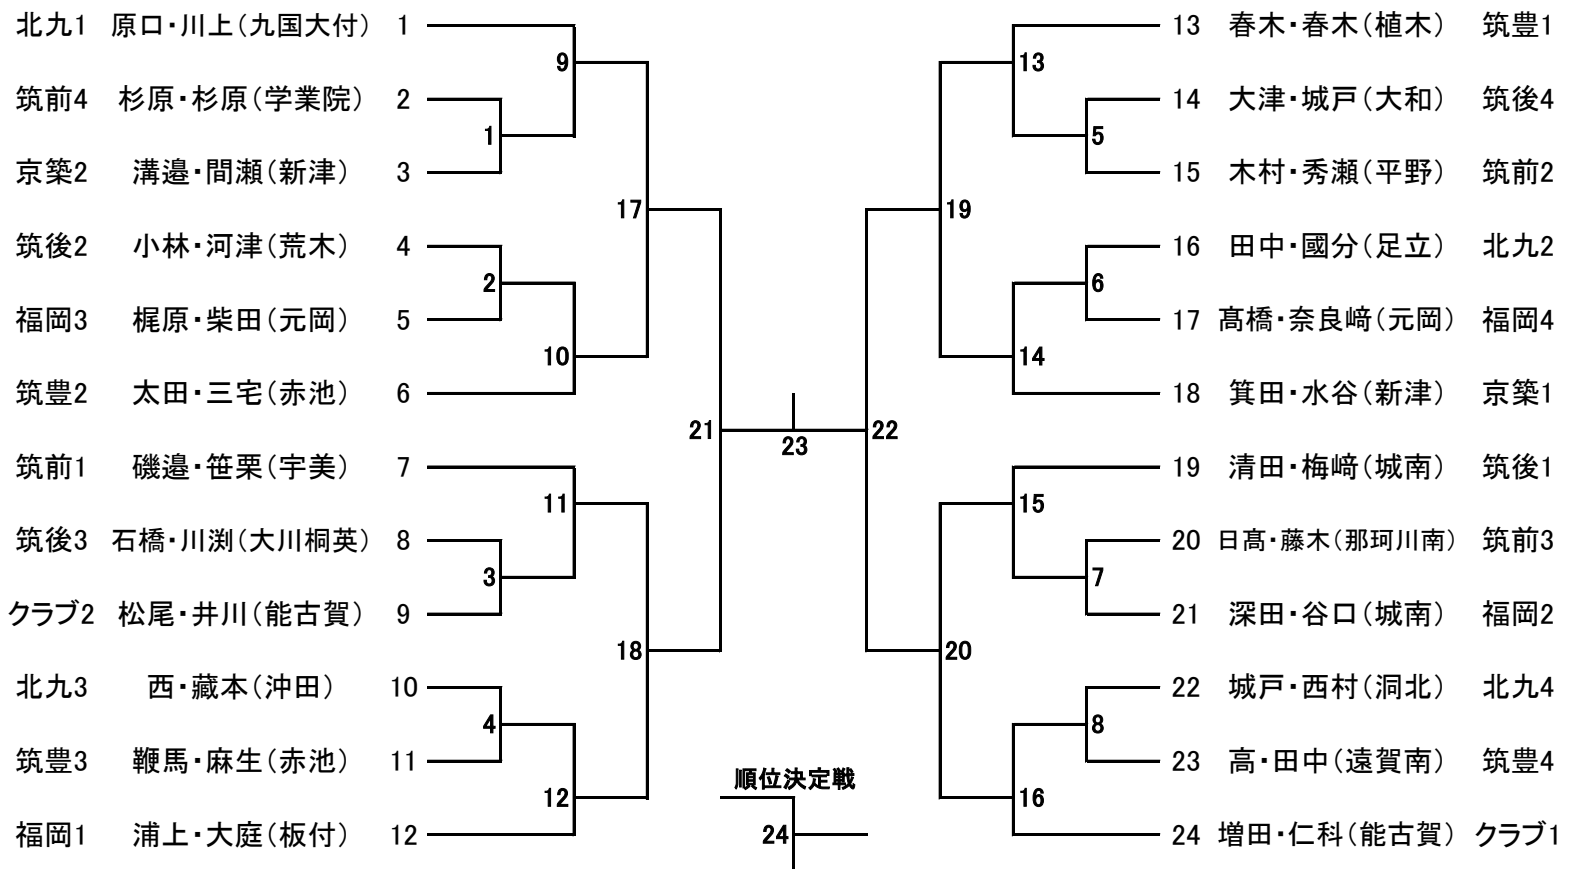 北九1 原口・川上(九国大付) 1
9
筑前4 杉原・杉原(学業院) 2
1
京築2 溝邉・間瀬(新津) 3
17
筑後2 小林・河津(荒木) 4
2
福岡3 梶原・柴田(元岡) 5
10
筑豊2 太田・三宅(赤池) 6
21
筑前1 磯邉・笹栗(宇美) 7
11
筑後3 石橋・川渕(大川桐英) 8
3
クラブ2 松尾・井川(能古賀) 9
18
北九3 西・藏本(沖田) 10
4
筑豊3 鞭馬・麻生(赤池) 11
12
福岡1 浦上・大庭(板付) 12
23
順位決定戦
24
13 春木・春木(植木) 筑豊1
13
14 大津・城戸(大和) 筑後4
5
15 木村・秀瀬(平野) 筑前2
19
16 田中・國分(足立) 北九2
6
17 髙橋・奈良﨑(元岡) 福岡4
14
18 箕田・水谷(新津) 京築1
22
19 清田・梅﨑(城南) 筑後1
15
20 日髙・藤木(那珂川南) 筑前3
7
21 深田・谷口(城南) 福岡2
20
22 城戸・西村(洞北) 北九4
8
23 高・田中(遠賀南) 筑豊4
16
24 増田・仁科(能古賀) クラブ1